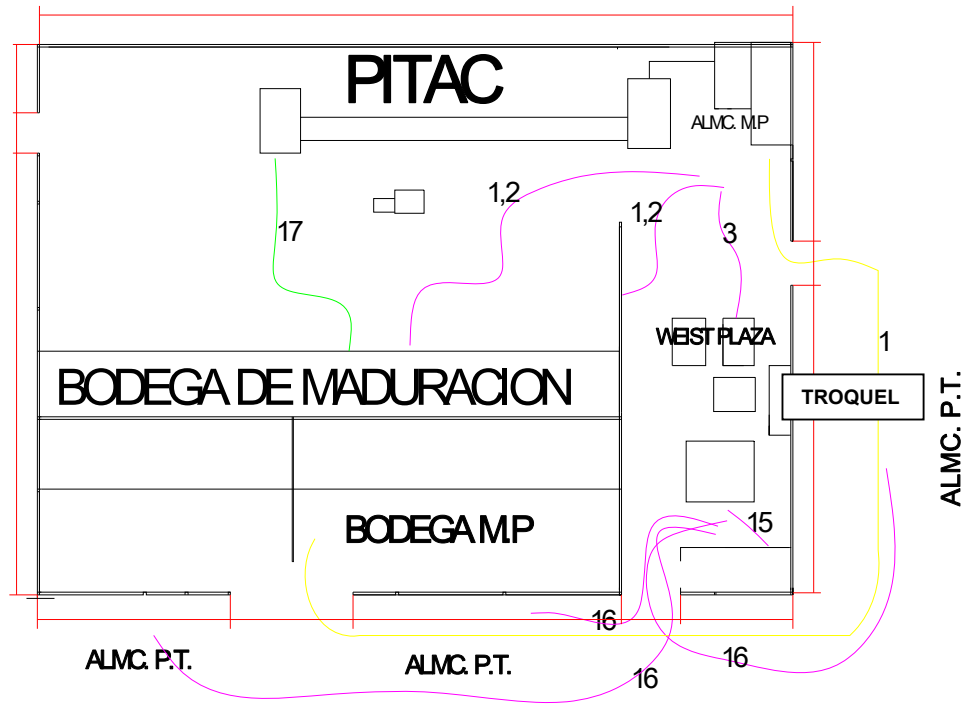 PITAC
ALMC. M.P
1,2
1,2
17
3
WEIST PLAZA
1
BODEGA DE MADURACION
TROQUEL
ALMC. P.T.
BODEGA M.P
15
16
ALMC. P.T.
ALMC. P.T.
16
16